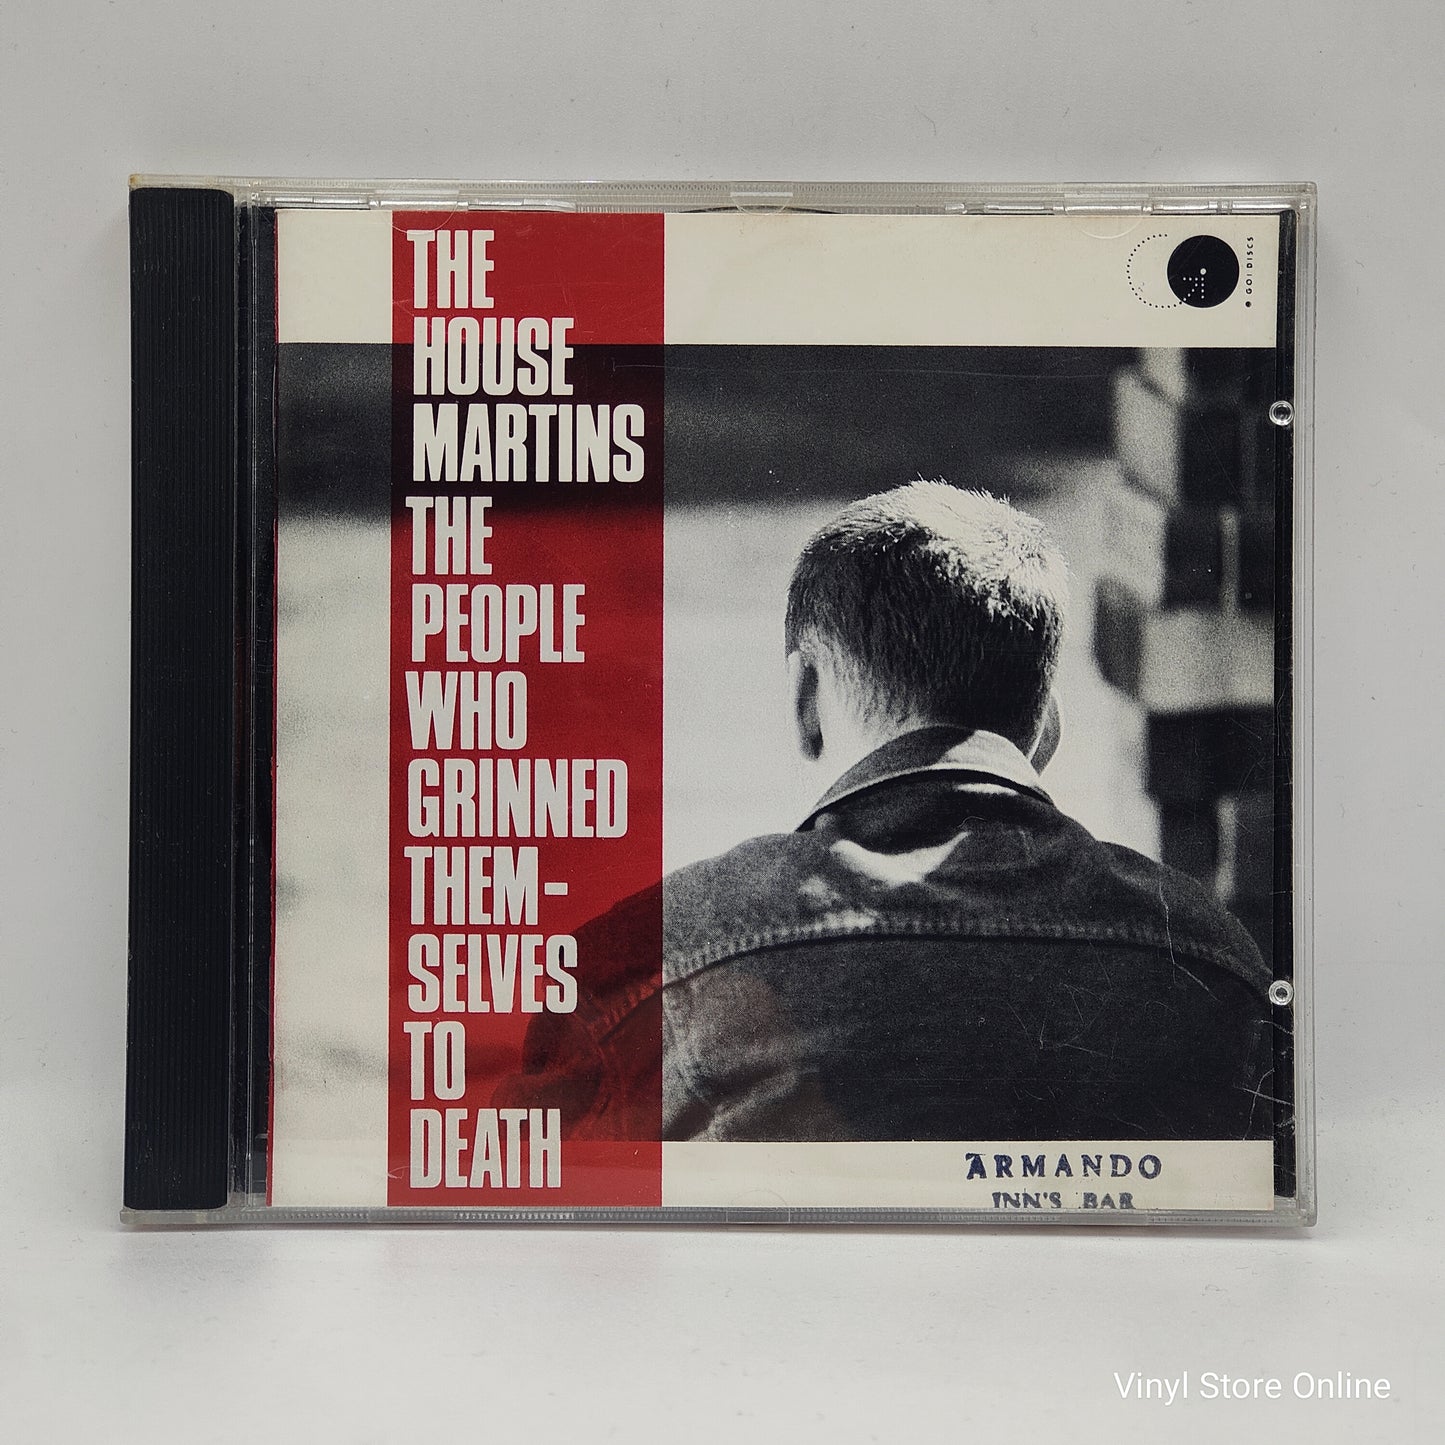 THE
HOUSE
MARTINS
THE
PEOPLE
WHO
GRINNED
THEM-
SELVES
TO
DEATH
GO! DISCS
ARMANDO
INN'S BAR
Vinyl Store Online